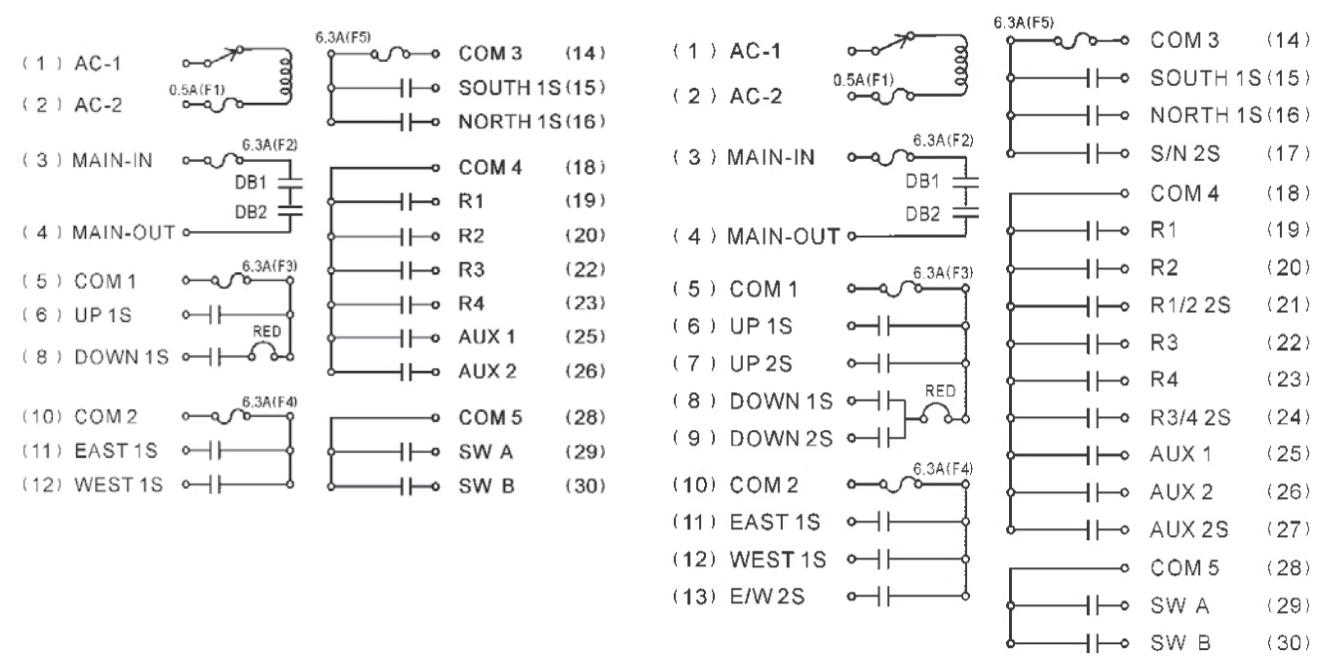 ( 1 ) AC-1
0.5A(F1)
( 2 ) AC-2
6.3A(F2)
( 3 ) MAIN-IN
DB1
DB2
( 4 ) MAIN-OUT
6.3A(F3)
( 5 ) COM 1
( 6 ) UP 1S
RED
( 8 ) DOWN 1S
6.3A(F4)
(10) COM 2
(11) EAST 1S
(12) WEST 1S
6.3A(F5)
COM 3 (14)
SOUTH 1S (15)
NORTH 1S (16)
COM 4 (18)
R1 (19)
R2 (20)
R3 (22)
R4 (23)
AUX 1 (25)
AUX 2 (26)
COM 5 (28)
SW A (29)
SW B (30)
( 1 ) AC-1
0.5A(F1)
( 2 ) AC-2
6.3A(F2)
( 3 ) MAIN-IN
DB1
DB2
( 4 ) MAIN-OUT
6.3A(F3)
( 5 ) COM 1
( 6 ) UP 1S
( 7 ) UP 2S
RED
( 8 ) DOWN 1S
( 9 ) DOWN 2S
6.3A(F4)
(10) COM 2
(11) EAST 1S
(12) WEST 1S
(13) E/W 2S
6.3A(F5)
COM 3 (14)
SOUTH 1S (15)
NORTH 1S (16)
S/N 2S (17)
COM 4 (18)
R1 (19)
R2 (20)
R1/2 2S (21)
R3 (22)
R4 (23)
R3/4 2S (24)
AUX 1 (25)
AUX 2 (26)
AUX 2S (27)
COM 5 (28)
SW A (29)
SW B (30)